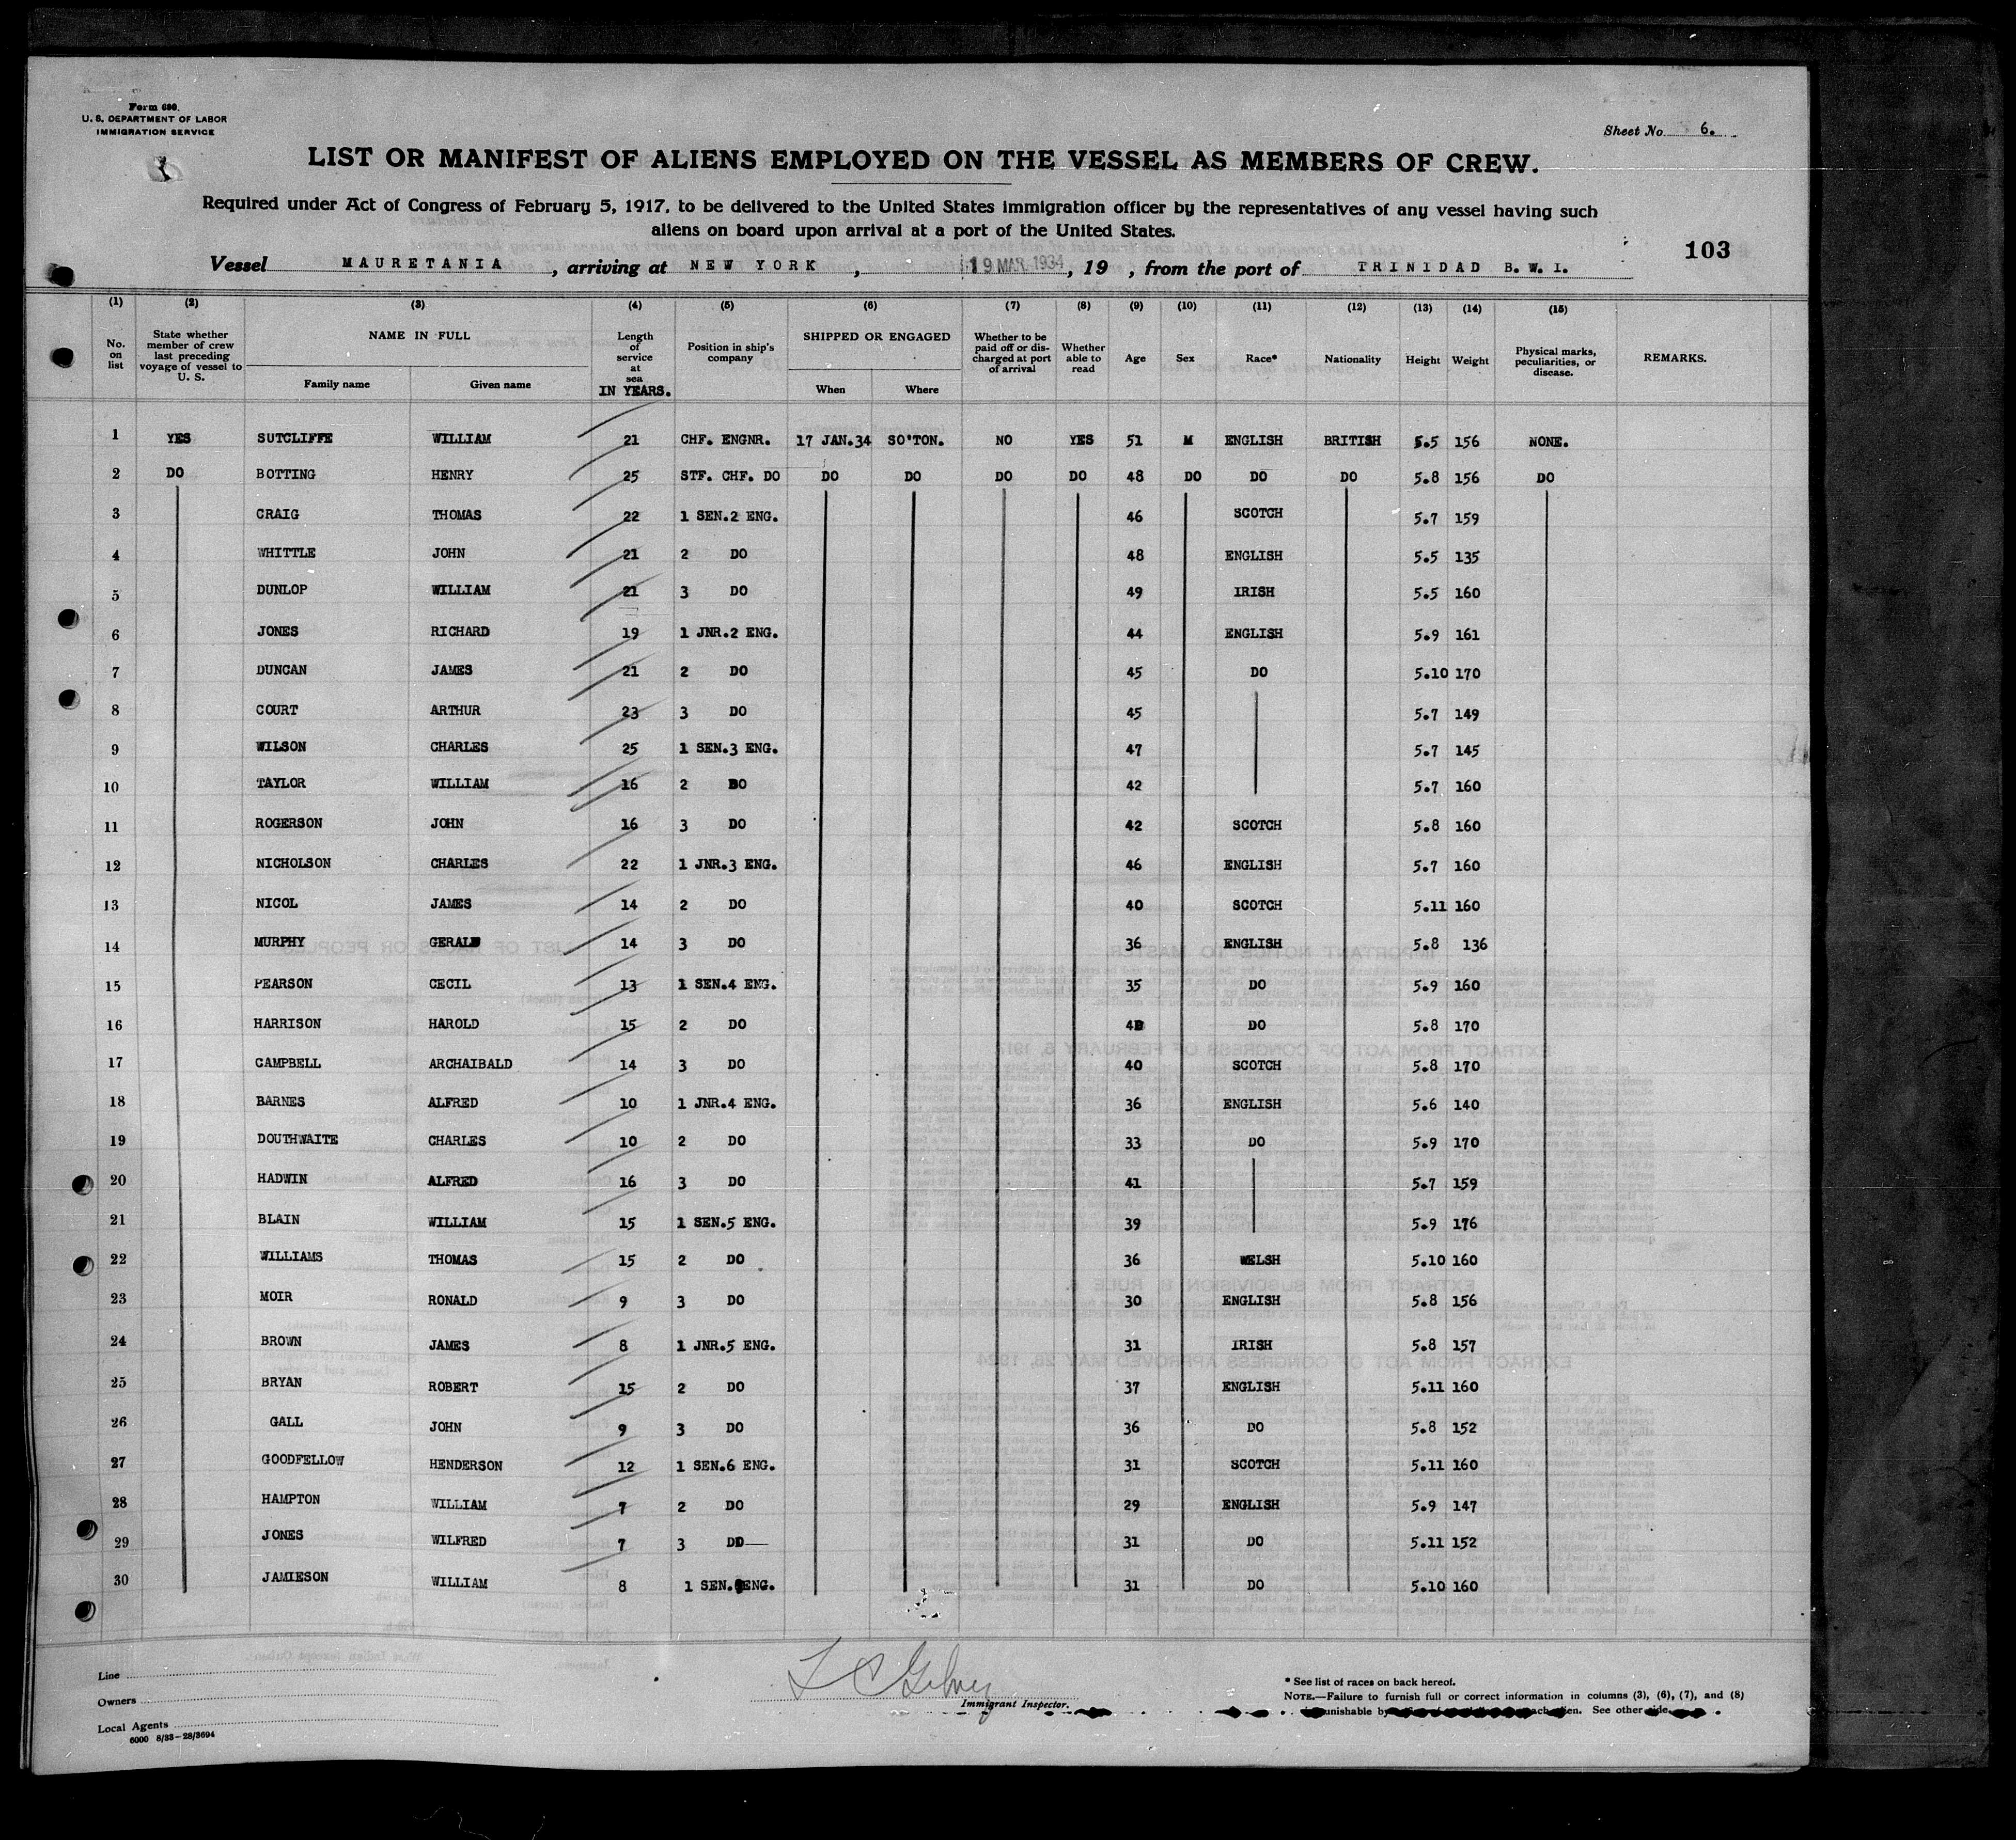 Form 680.
U. S. DEPARTMENT OF LABOR
IMMIGRATION SERVICE
Sheet No. 6.
LIST OR MANIFEST OF ALIENS EMPLOYED ON THE VESSEL AS MEMBERS OF CREW.
Required under Act of Congress of February 5, 1917, to be delivered to the United States immigration officer by the representatives of any vessel having such
aliens on board upon arrival at a port of the United States.
103
Vessel MAURETANIA, arriving at NEW YORK, 19 MAR. 1934, 19 , from the port of TRINIDAD B. W. I.
(1) (2) (3) (4) (5) (6) (7) (8) (9) (10) (11) (12) (13) (14) (15)
No. on list
State whether member of crew last preceding voyage of vessel to U. S.
NAME IN FULL
Family name Given name
Length of service at sea IN YEARS.
Position in ship's company
SHIPPED OR ENGAGED
When Where
Whether to be paid off or discharged at port of arrival
Whether able to read
Age
Sex
Race*
Nationality
Height
Weight
Physical marks, peculiarities, or disease.
REMARKS.
1 YES SUTCLIFFE WILLIAM 21 CHF. ENGNR. 17 JAN.34 SO'TON. NO YES 51 M ENGLISH BRITISH 5.5 156 NONE.
2 DO BOTTING HENRY 25 STF. CHF. DO DO DO DO DO 48 DO DO DO 5.8 156 DO
3 CRAIG THOMAS 22 1 SEN.2 ENG. 46 SCOTCH 5.7 159
4 WHITTLE JOHN 21 2 DO 48 ENGLISH 5.5 135
5 DUNLOP WILLIAM 21 3 DO 49 IRISH 5.5 160
6 JONES RICHARD 19 1 JNR.2 ENG. 44 ENGLISH 5.9 161
7 DUNCAN JAMES 21 2 DO 45 DO 5.10 170
8 COURT ARTHUR 23 3 DO 45 5.7 149
9 WILSON CHARLES 25 1 SEN.3 ENG. 47 5.7 145
10 TAYLOR WILLIAM 16 2 DO 42 5.7 160
11 ROGERSON JOHN 16 3 DO 42 SCOTCH 5.8 160
12 NICHOLSON CHARLES 22 1 JNR.3 ENG. 46 ENGLISH 5.7 160
13 NICOL JAMES 14 2 DO 40 SCOTCH 5.11 160
14 MURPHY GERALD 14 3 DO 36 ENGLISH 5.8 136
15 PEARSON CECIL 13 1 SEN.4 ENG. 35 DO 5.9 160
16 HARRISON HAROLD 15 2 DO DO 5.8 170
17 CAMPBELL ARCHAIBALD 14 3 DO 40 SCOTCH 5.8 170
18 BARNES ALFRED 10 1 JNR.4 ENG. 36 ENGLISH 5.6 140
19 DOUTHWAITE CHARLES 10 2 DO 33 DO 5.9 170
20 HADWIN ALFRED 16 3 DO 41 5.7 159
21 BLAIN WILLIAM 15 1 SEN.5 ENG. 39 5.9 176
22 WILLIAMS THOMAS 15 2 DO 36 WELSH 5.10 160
23 MOIR RONALD 9 3 DO 30 ENGLISH 5.8 156
24 BROWN JAMES 8 1 JNR.5 ENG. 31 IRISH 5.8 157
25 BRYAN ROBERT 15 2 DO 37 ENGLISH 5.11 160
26 GALL JOHN 9 3 DO 36 DO 5.8 152
27 GOODFELLOW HENDERSON 12 1 SEN.6 ENG. 31 SCOTCH 5.11 160
28 HAMPTON WILLIAM 7 2 DO 29 ENGLISH 5.9 147
29 JONES WILFRED 7 3 DO 31 DO 5.11 152
30 JAMIESON WILLIAM 8 1 SEN. ENG. 31 DO 5.10 160
Line
Owners
Local Agents
6000 8/33-28/3694
Immigrant Inspector.
* See list of races on back hereof.
NOTE.—Failure to furnish full or correct information in columns (3), (6), (7), and (8)
See other side.